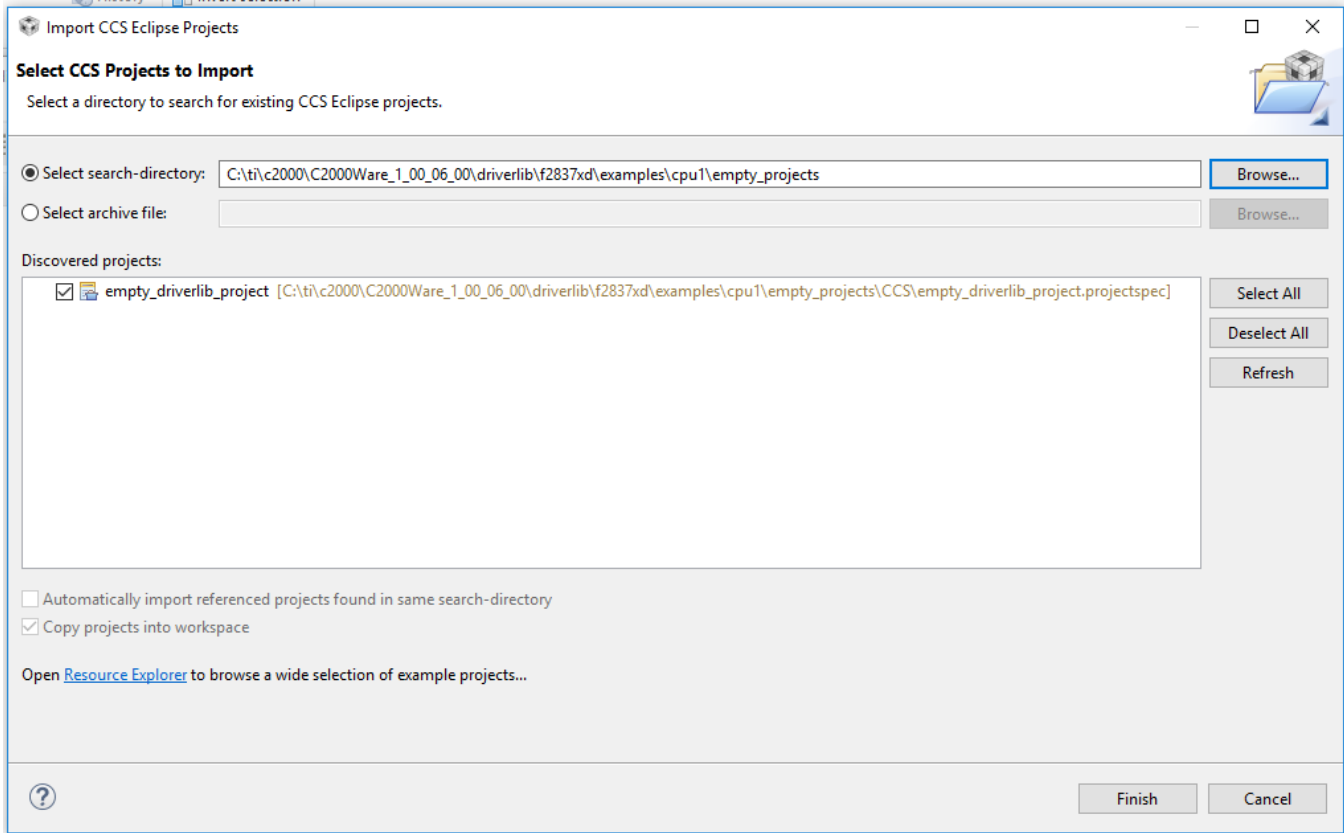 Import CCS Eclipse Projects
Select CCS Projects to Import
Select a directory to search for existing CCS Eclipse projects.
Select search-directory: C:\ti\c2000\C2000Ware_1_00_06_00\driverlib\f2837xd\examples\cpu1\empty_projects Browse...
Select archive file: Browse...
Discovered projects:
empty_driverlib_project [C:\ti\c2000\C2000Ware_1_00_06_00\driverlib\f2837xd\examples\cpu1\empty_projects\CCS\empty_driverlib_project.projectspec]
Select All
Deselect All
Refresh
Automatically import referenced projects found in same search-directory
Copy projects into workspace
Open Resource Explorer to browse a wide selection of example projects...
? Finish Cancel